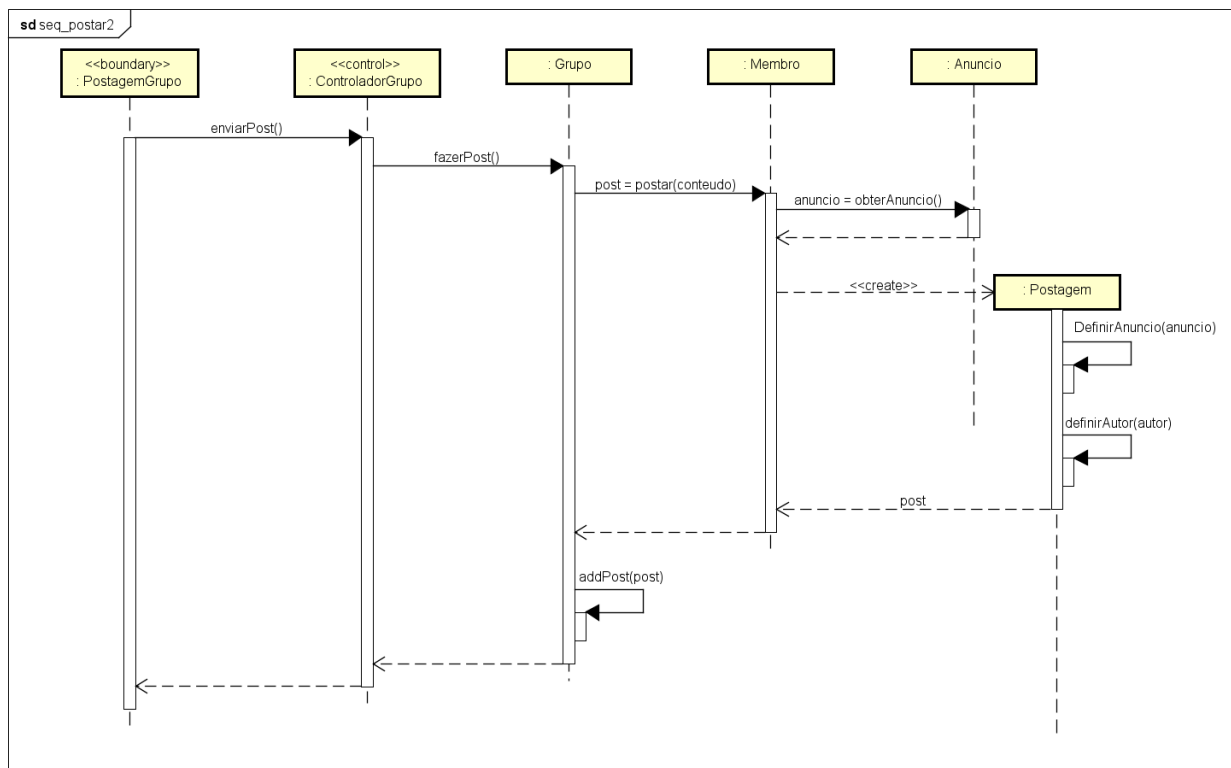 sd seq_postar2
<<boundary>>
: PostagemGrupo
<<control>>
: ControladorGrupo
: Grupo
: Membro
: Anuncio
enviarPost()
fazerPost()
post = postar(conteudo)
anuncio = obterAnuncio()
<<create>>
: Postagem
DefinirAnuncio(anuncio)
definirAutor(autor)
post
addPost(post)